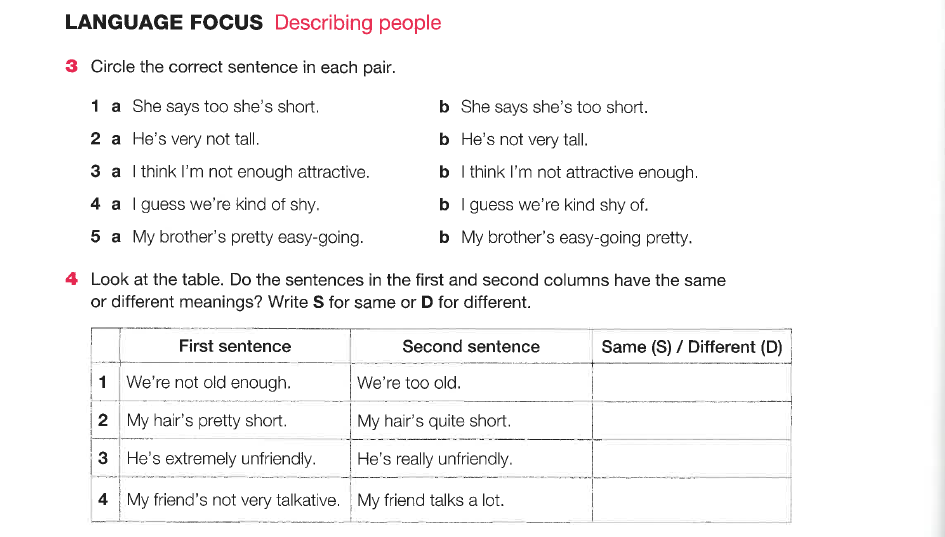 LANGUAGE FOCUS Describing people
3 Circle the correct sentence in each pair.
1 a She says too she's short. b She says she's too short.
2 a He's very not tall. b He's not very tall.
3 a I think I'm not enough attractive. b I think I'm not attractive enough.
4 a I guess we're kind of shy. b I guess we're kind shy of.
5 a My brother's pretty easy-going. b My brother's easy-going pretty.
4 Look at the table. Do the sentences in the first and second columns have the same
or different meanings? Write S for same or D for different.
First sentence Second sentence Same (S) / Different (D)
1 We're not old enough. We're too old.
2 My hair's pretty short. My hair's quite short.
3 He's extremely unfriendly. He's really unfriendly.
4 My friend's not very talkative. My friend talks a lot.